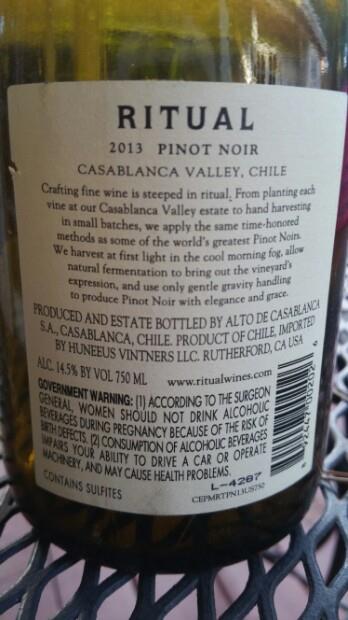 RITUAL
2013 PINOT NOIR
CASABLANCA VALLEY, CHILE
Crafting fine wine is steeped in ritual. From planting each
vine at our Casablanca Valley estate to hand harvesting
in small batches, we apply the same time-honored
methods as some of the world's greatest Pinot Noirs.
We harvest at first light in the cool morning fog, allow
natural fermentation to bring out the vineyard's
expression, and use only gentle gravity handling
to produce Pinot Noir with elegance and grace.
PRODUCED AND ESTATE BOTTLED BY ALTO DE CASABLANCA
S.A., CASABLANCA, CHILE. PRODUCT OF CHILE, IMPORTED
BY HUNEEUS VINTNERS LLC. RUTHERFORD, CA USA
ALC. 14.5% BY VOL 750 ML www.ritualwines.com
GOVERNMENT WARNING: (1) ACCORDING TO THE SURGEON
GENERAL, WOMEN SHOULD NOT DRINK ALCOHOLIC
BEVERAGES DURING PREGNANCY BECAUSE OF THE RISK OF
BIRTH DEFECTS. (2) CONSUMPTION OF ALCOHOLIC BEVERAGES
IMPAIRS YOUR ABILITY TO DRIVE A CAR OR OPERATE
MACHINERY, AND MAY CAUSE HEALTH PROBLEMS.
CONTAINS SULFITES
L-4287
CEPMRTPN13US750